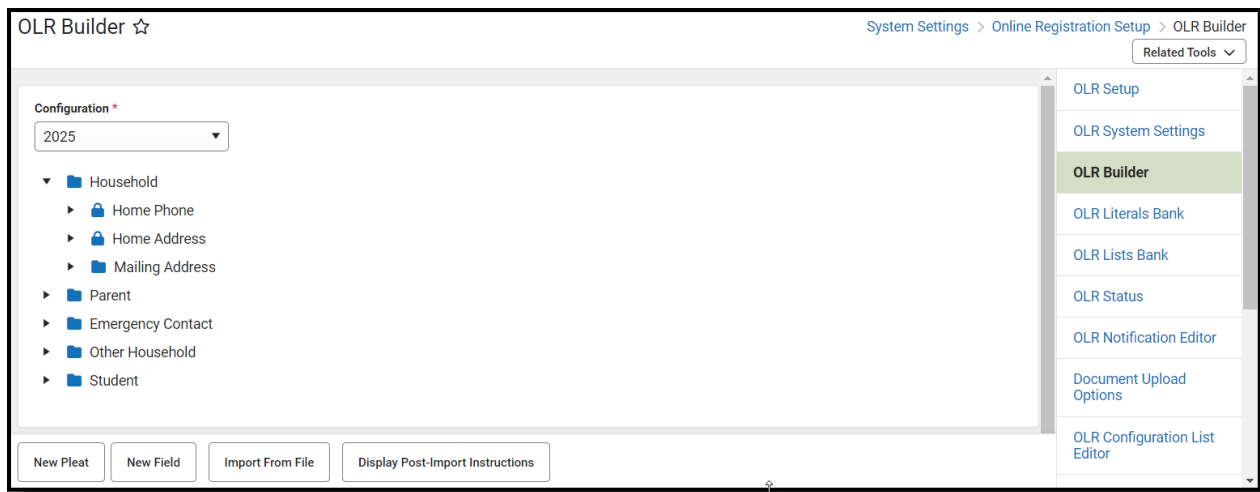 OLR Builder
System Settings > Online Registration Setup > OLR Builder
Related Tools
Configuration *
2025
Household
Home Phone
Home Address
Mailing Address
Parent
Emergency Contact
Other Household
Student
New Pleat
New Field
Import From File
Display Post-Import Instructions
OLR Setup
OLR System Settings
OLR Builder
OLR Literals Bank
OLR Lists Bank
OLR Status
OLR Notification Editor
Document Upload
Options
OLR Configuration List
Editor